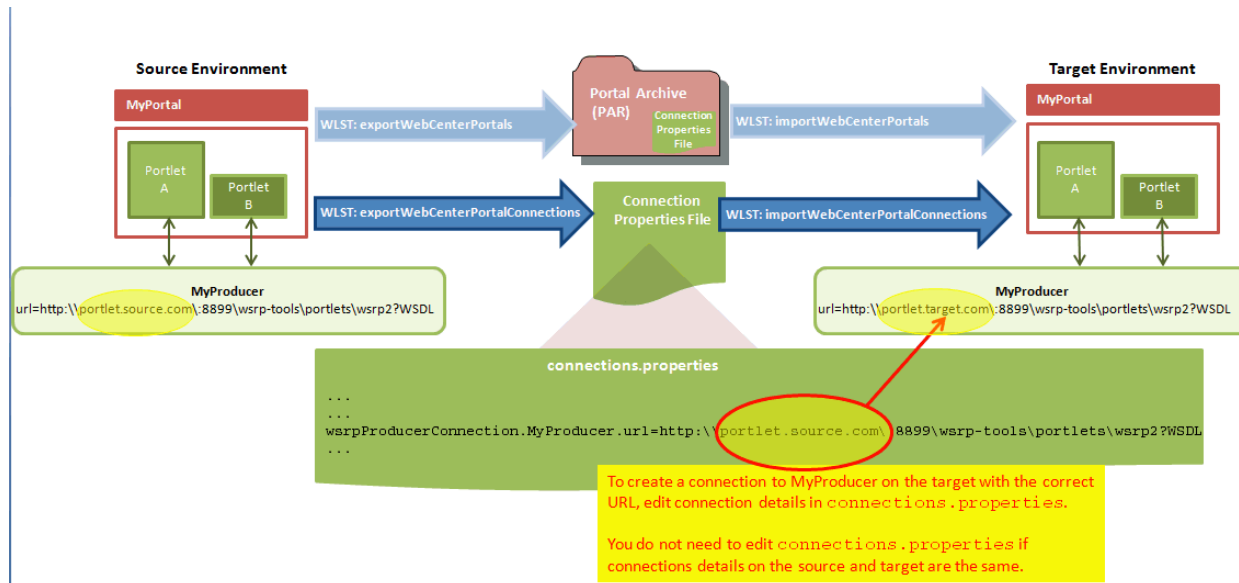 Source Environment
MyPortal
Portlet
A
Portlet
B
MyProducer
url=http:\\portlet.source.com\:8899\wsrp-tools\portlets\wsrp2?WSDL
WLST: exportWebCenterPortals
WLST: exportWebCenterPortalConnections
Portal Archive
(PAR)
Connection
Properties
File
Connection
Properties File
WLST: importWebCenterPortals
WLST: importWebCenterPortalConnections
Target Environment
MyPortal
Portlet
A
Portlet
B
MyProducer
url=http:\\portlet.target.com\:8899\wsrp-tools\portlets\wsrp2?WSDL
connections.properties
...
...
wsrpProducerConnection.MyProducer.url=http:\\portlet.source.com\:8899\wsrp-tools\portlets\wsrp2?WSDL
...
To create a connection to MyProducer on the target with the correct
URL, edit connection details in connections.properties.
You do not need to edit connections.properties if
connections details on the source and target are the same.